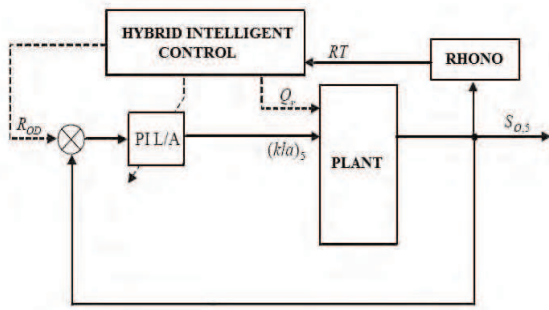 HYBRID INTELLIGENT
CONTROL
RT
RHONO
R_OD
Q_r
PI L/A
(kla)_5
PLANT
S_O,5